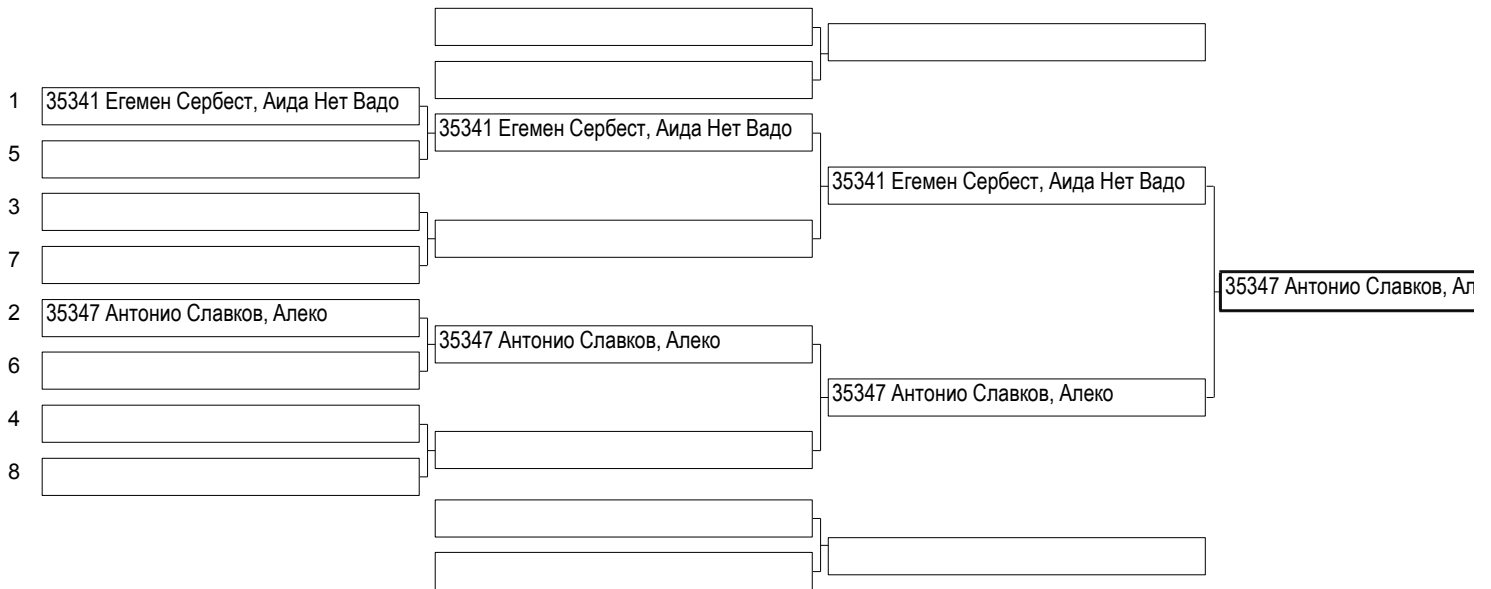 1 35341 Егемен Сербест, Аида Нет Вадо
5
3
7
2 35347 Антонио Славков, Алеко
6
4
8
35341 Егемен Сербест, Аида Нет Вадо
35347 Антонио Славков, Алеко
35341 Егемен Сербест, Аида Нет Вадо
35347 Антонио Славков, Алеко
35347 Антонио Славков, Ал